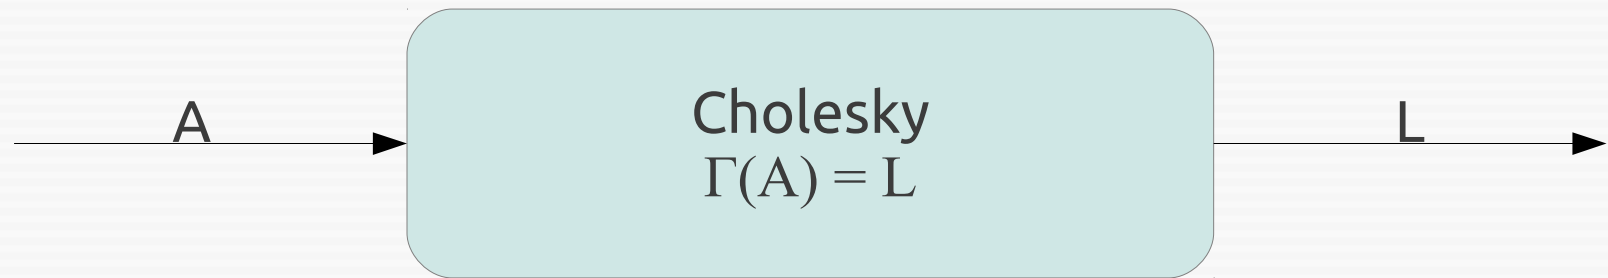 A
Cholesky
Γ(A) = L
L